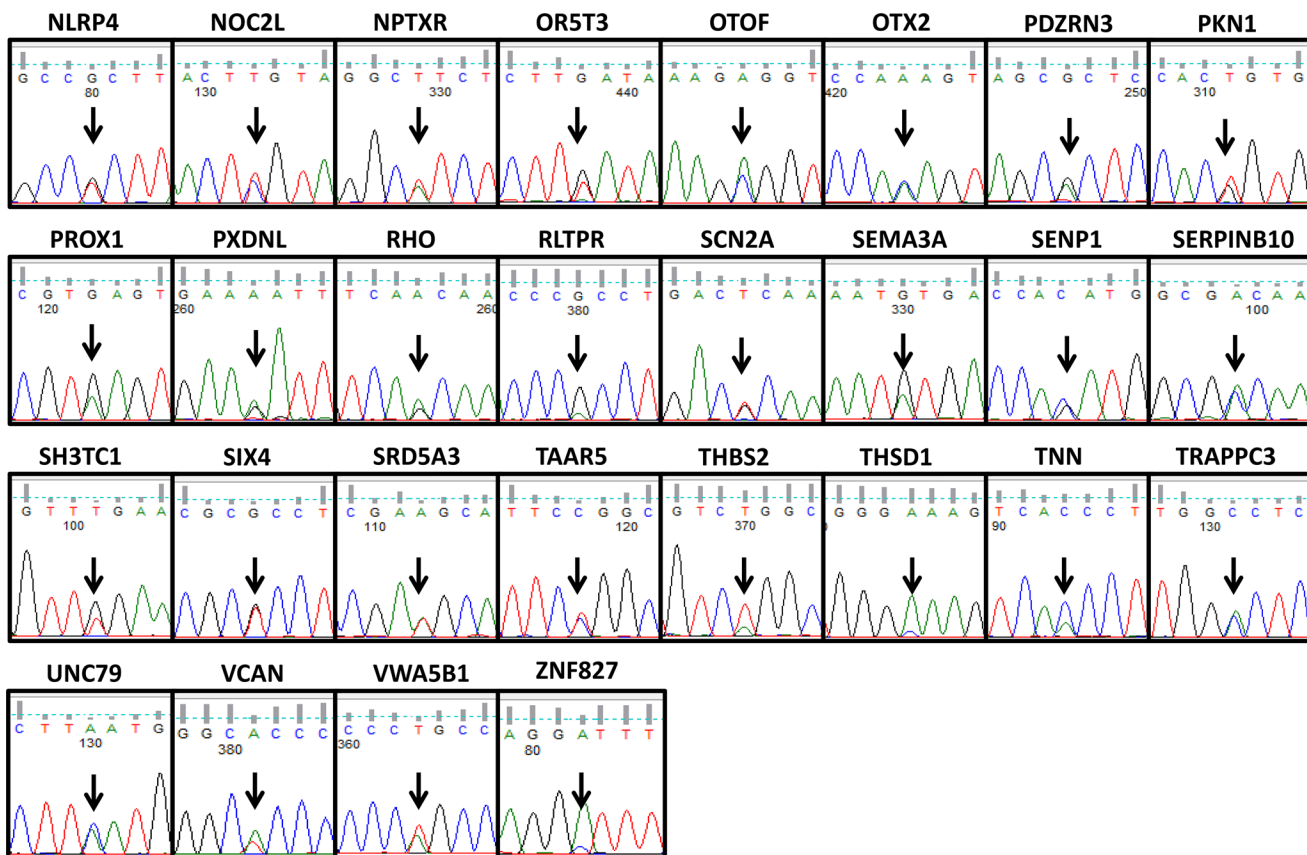 NLRP4 NOC2L NPTXR OR5T3 OTOF OTX2 PDZRN3 PKN1
G C C G C T T A C T T G T A G G C T T C T C T T G A T A A A G A G G T C C A A A G T A G C G C T C C A C T G T G
80 130 330 440 420 250 310
PROX1 PXDNL RHO RLTPR SCN2A SEMA3A SENP1 SERPINB10
C G T G A G T G A A A A T T T C A A C A A C C C G C C T G A C T C A A A A T G T G A C C A C A T G G C G A C A A
120 260 260 380 330 100
SH3TC1 SIX4 SRD5A3 TAAR5 THBS2 THSD1 TNN TRAPPC3
G T T T G A A C G C G C C T C G A A G C A T T C C G G C G T C T G G C G G G A A A G T C A C C C T T G G C C T C
100 110 120 370 90 130
UNC79 VCAN VWA5B1 ZNF827
C T T A A T G G G C A C C C C C C T G C C A G G A T T T
130 380 360 80